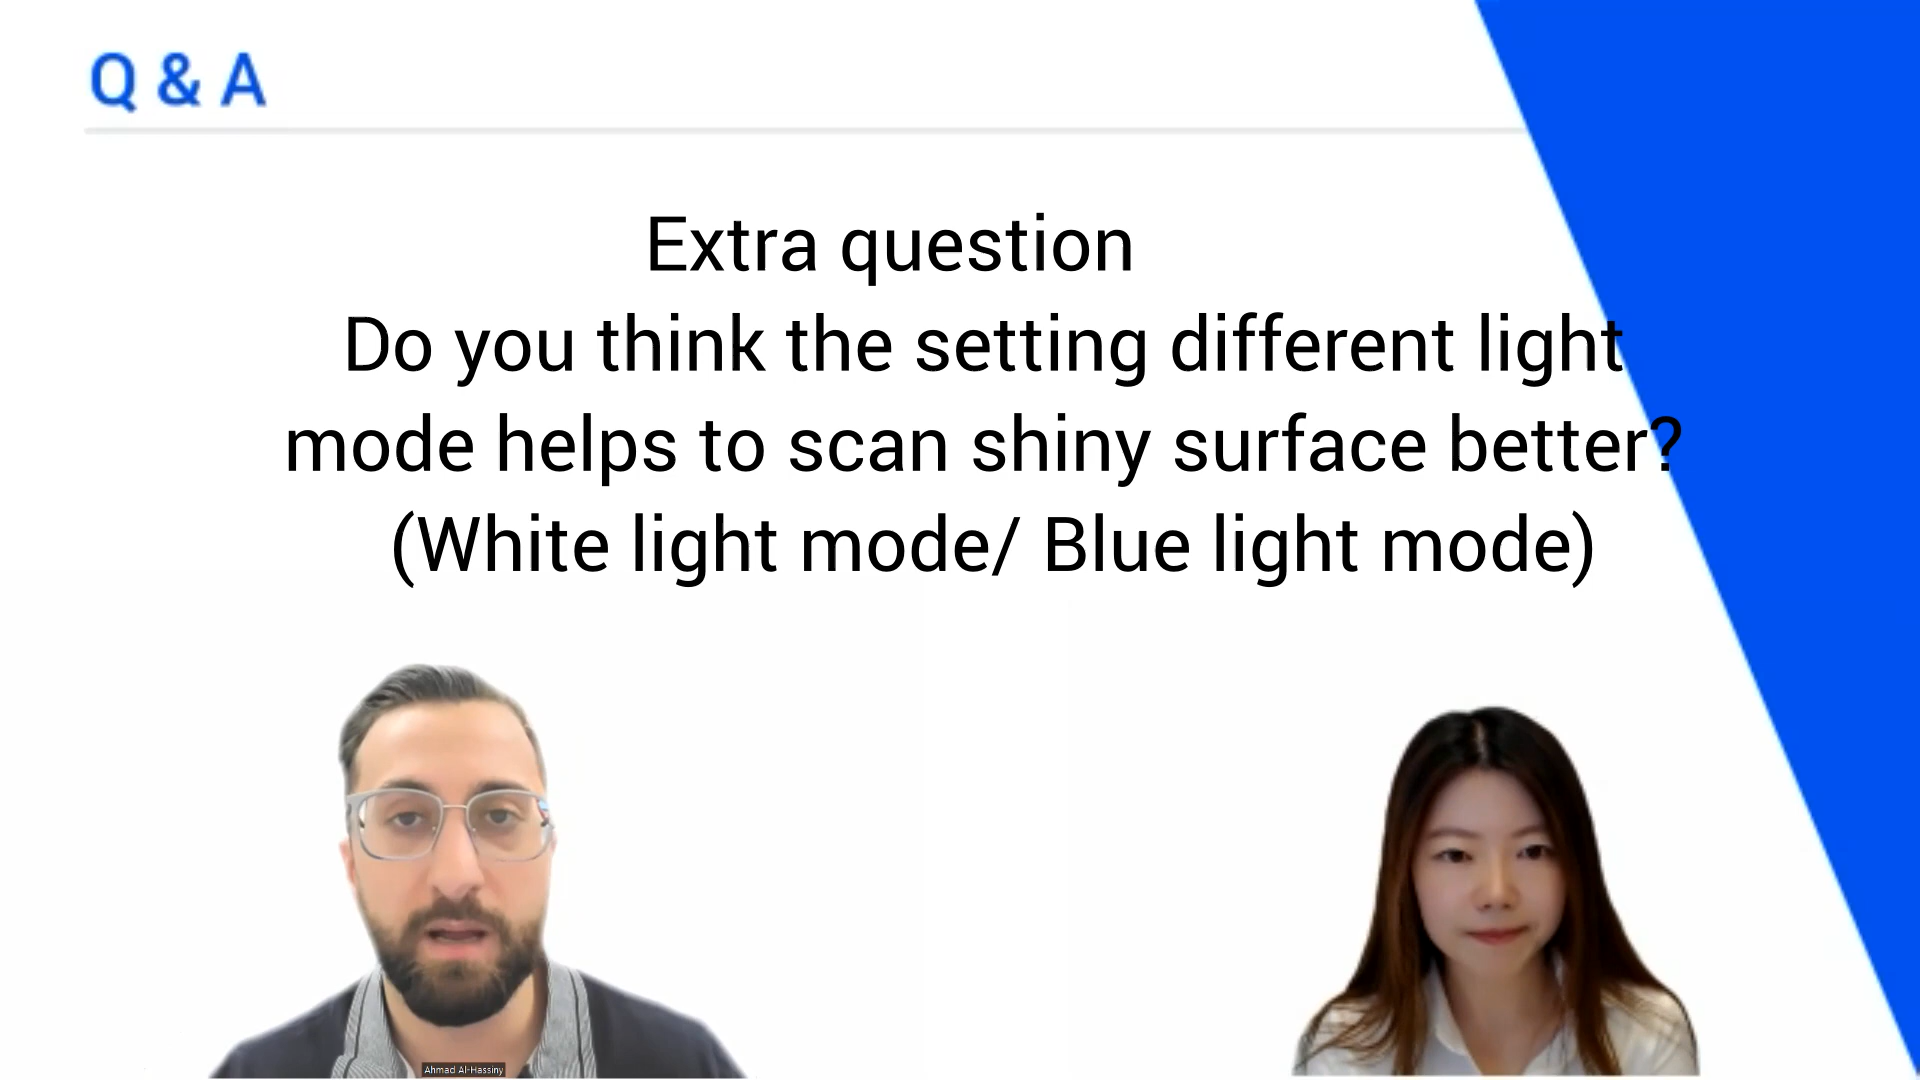 Q & A
Extra question
Do you think the setting different light
mode helps to scan shiny surface better?
(White light mode/ Blue light mode)
Ahmad Al-Hassiny